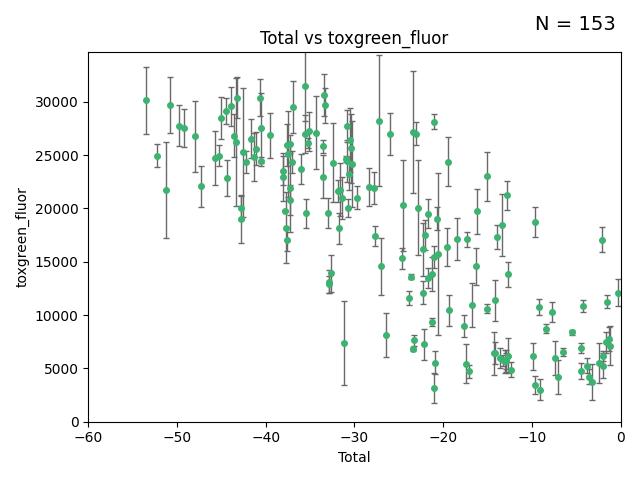 N = 153
Total vs toxgreen_fluor
toxgreen_fluor
30000
25000
20000
15000
10000
5000
0
−60 −50 −40 −30 −20 −10 0
Total